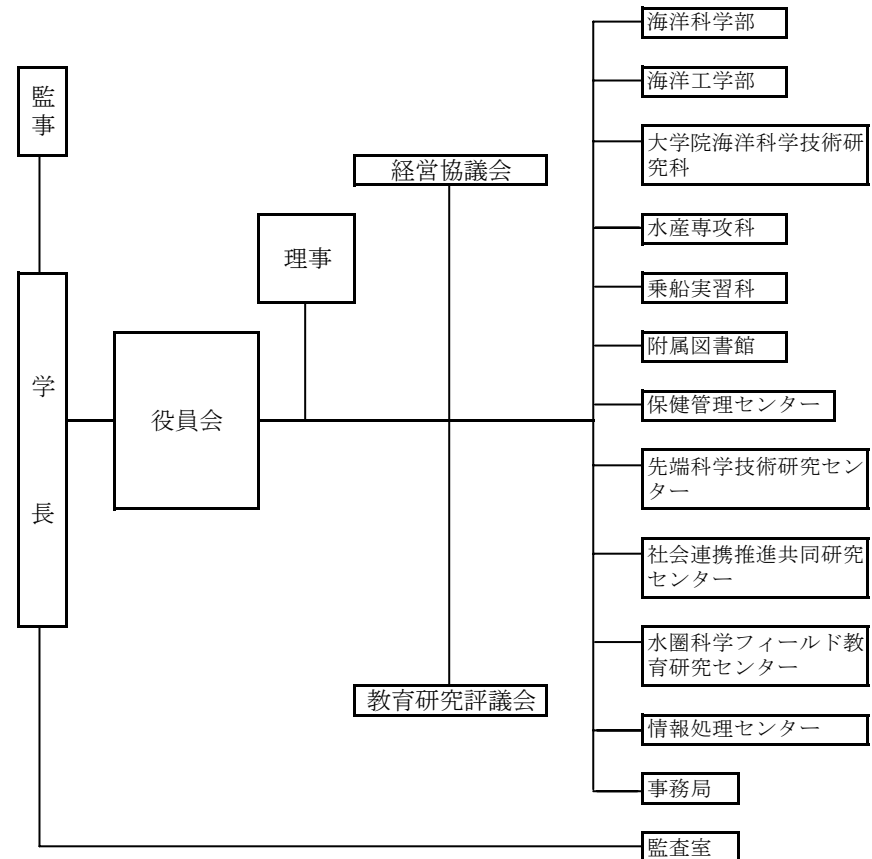 監事
学長
役員会
理事
経営協議会
教育研究評議会
海洋科学部
海洋工学部
大学院海洋科学技術研
究科
水産専攻科
乗船実習科
附属図書館
保健管理センター
先端科学技術研究セン
ター
社会連携推進共同研究
センター
水圏科学フィールド教
育研究センター
情報処理センター
事務局
監査室